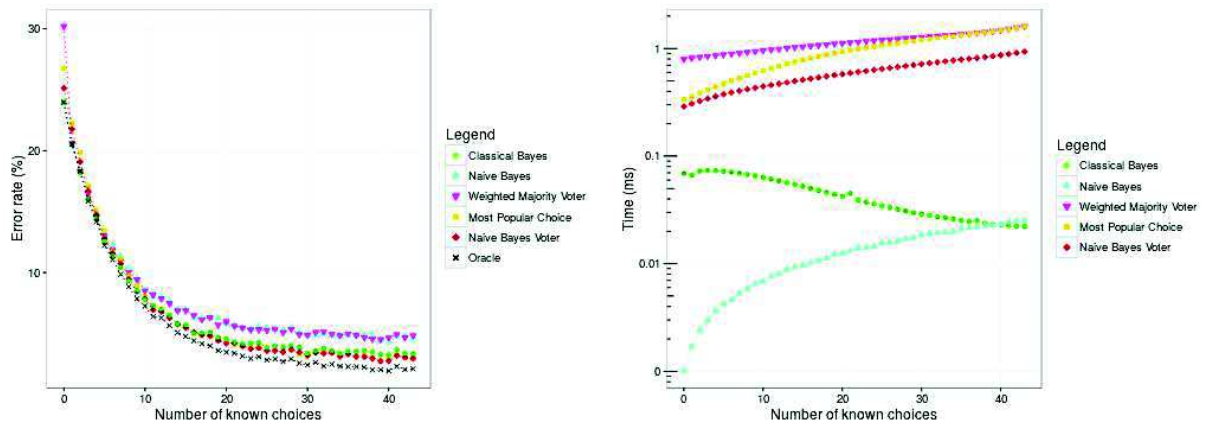 30
20
10
Error rate (%)
0
10
20
30
40
Number of known choices
Legend
Classical Bayes
Naive Bayes
Weighted Majority Voter
Most Popular Choice
Naive Bayes Voter
Oracle
1
0.1
0.01
0
Time (ms)
0
10
20
30
40
Number of known choices
Legend
Classical Bayes
Naive Bayes
Weighted Majority Voter
Most Popular Choice
Naive Bayes Voter